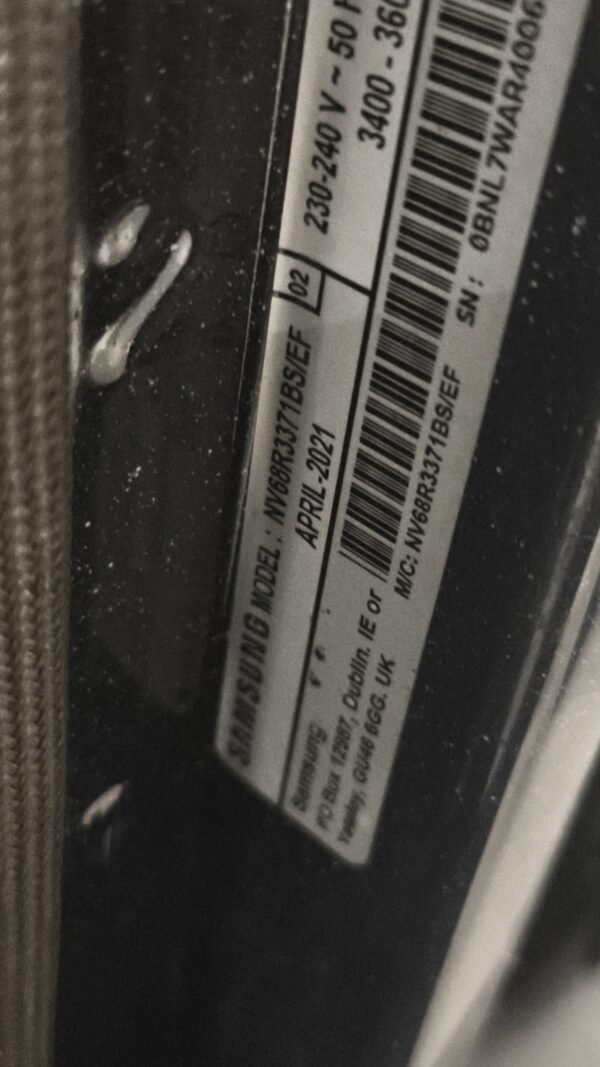 SAMSUNG MODEL : NV68R3371BS/EF 02
230-240 V ~ 50 H
APRIL-2021
3400 - 360
Samsung
PO Box 12987, Dublin. IE or
Yateley, GU46 6GG. UK
M/C: NV68R3371BS/EF SN : 0BNL7WAR4006